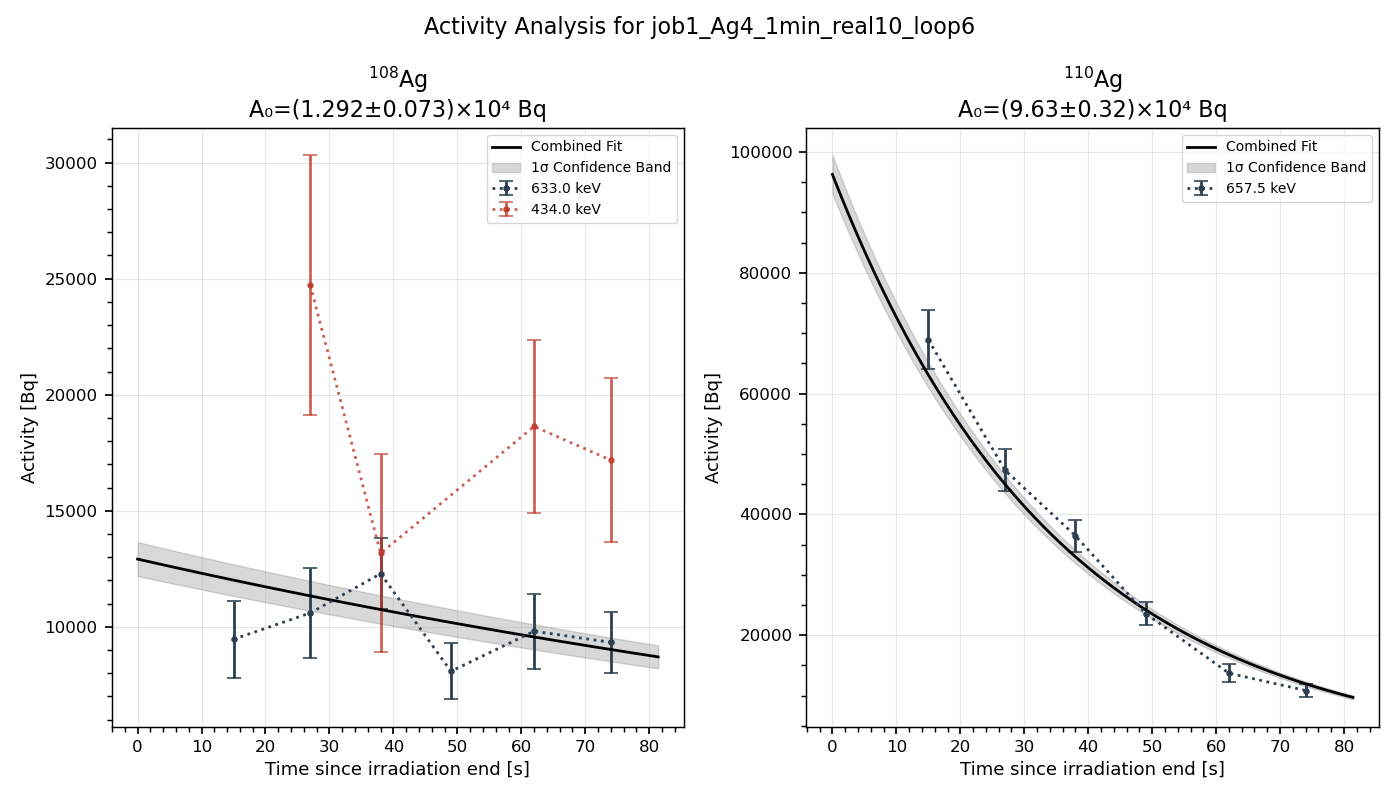 Activity Analysis for job1_Ag4_1min_real10_loop6
¹⁰⁸Ag
A₀=(1.292±0.073)×10⁴ Bq
30000
25000
20000
15000
10000
Activity [Bq]
0 10 20 30 40 50 60 70 80
Time since irradiation end [s]
Combined Fit
1σ Confidence Band
633.0 keV
434.0 keV
¹¹⁰Ag
A₀=(9.63±0.32)×10⁴ Bq
100000
80000
60000
40000
20000
Activity [Bq]
0 10 20 30 40 50 60 70 80
Time since irradiation end [s]
Combined Fit
1σ Confidence Band
657.5 keV